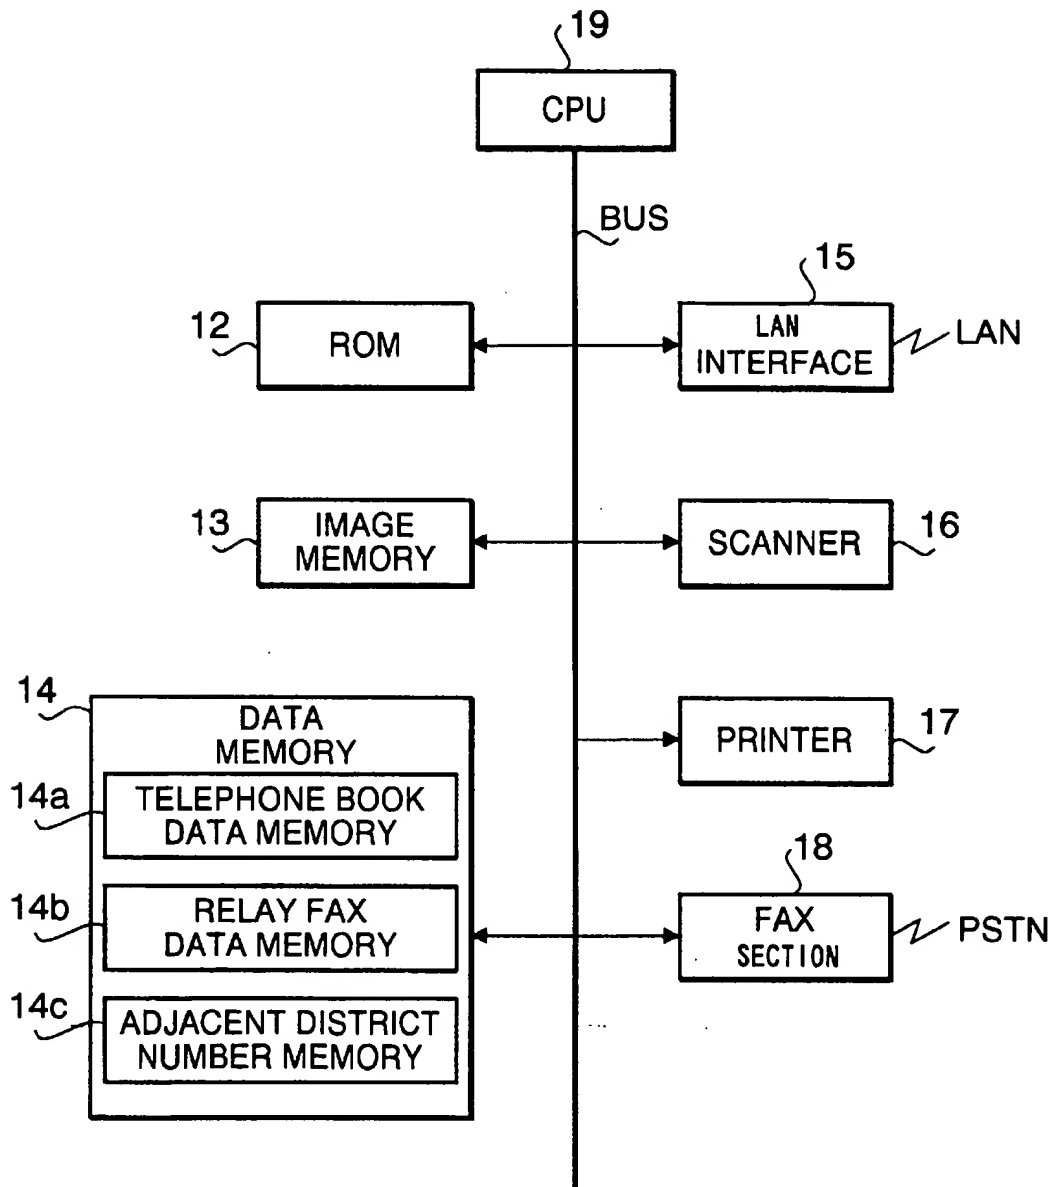 19
CPU
BUS
15
12
ROM
LAN
INTERFACE
LAN
13
IMAGE
MEMORY
SCANNER
16
14
DATA
MEMORY
PRINTER
17
14a
TELEPHONE BOOK
DATA MEMORY
18
14b
RELAY FAX
DATA MEMORY
FAX
SECTION
PSTN
14c
ADJACENT DISTRICT
NUMBER MEMORY